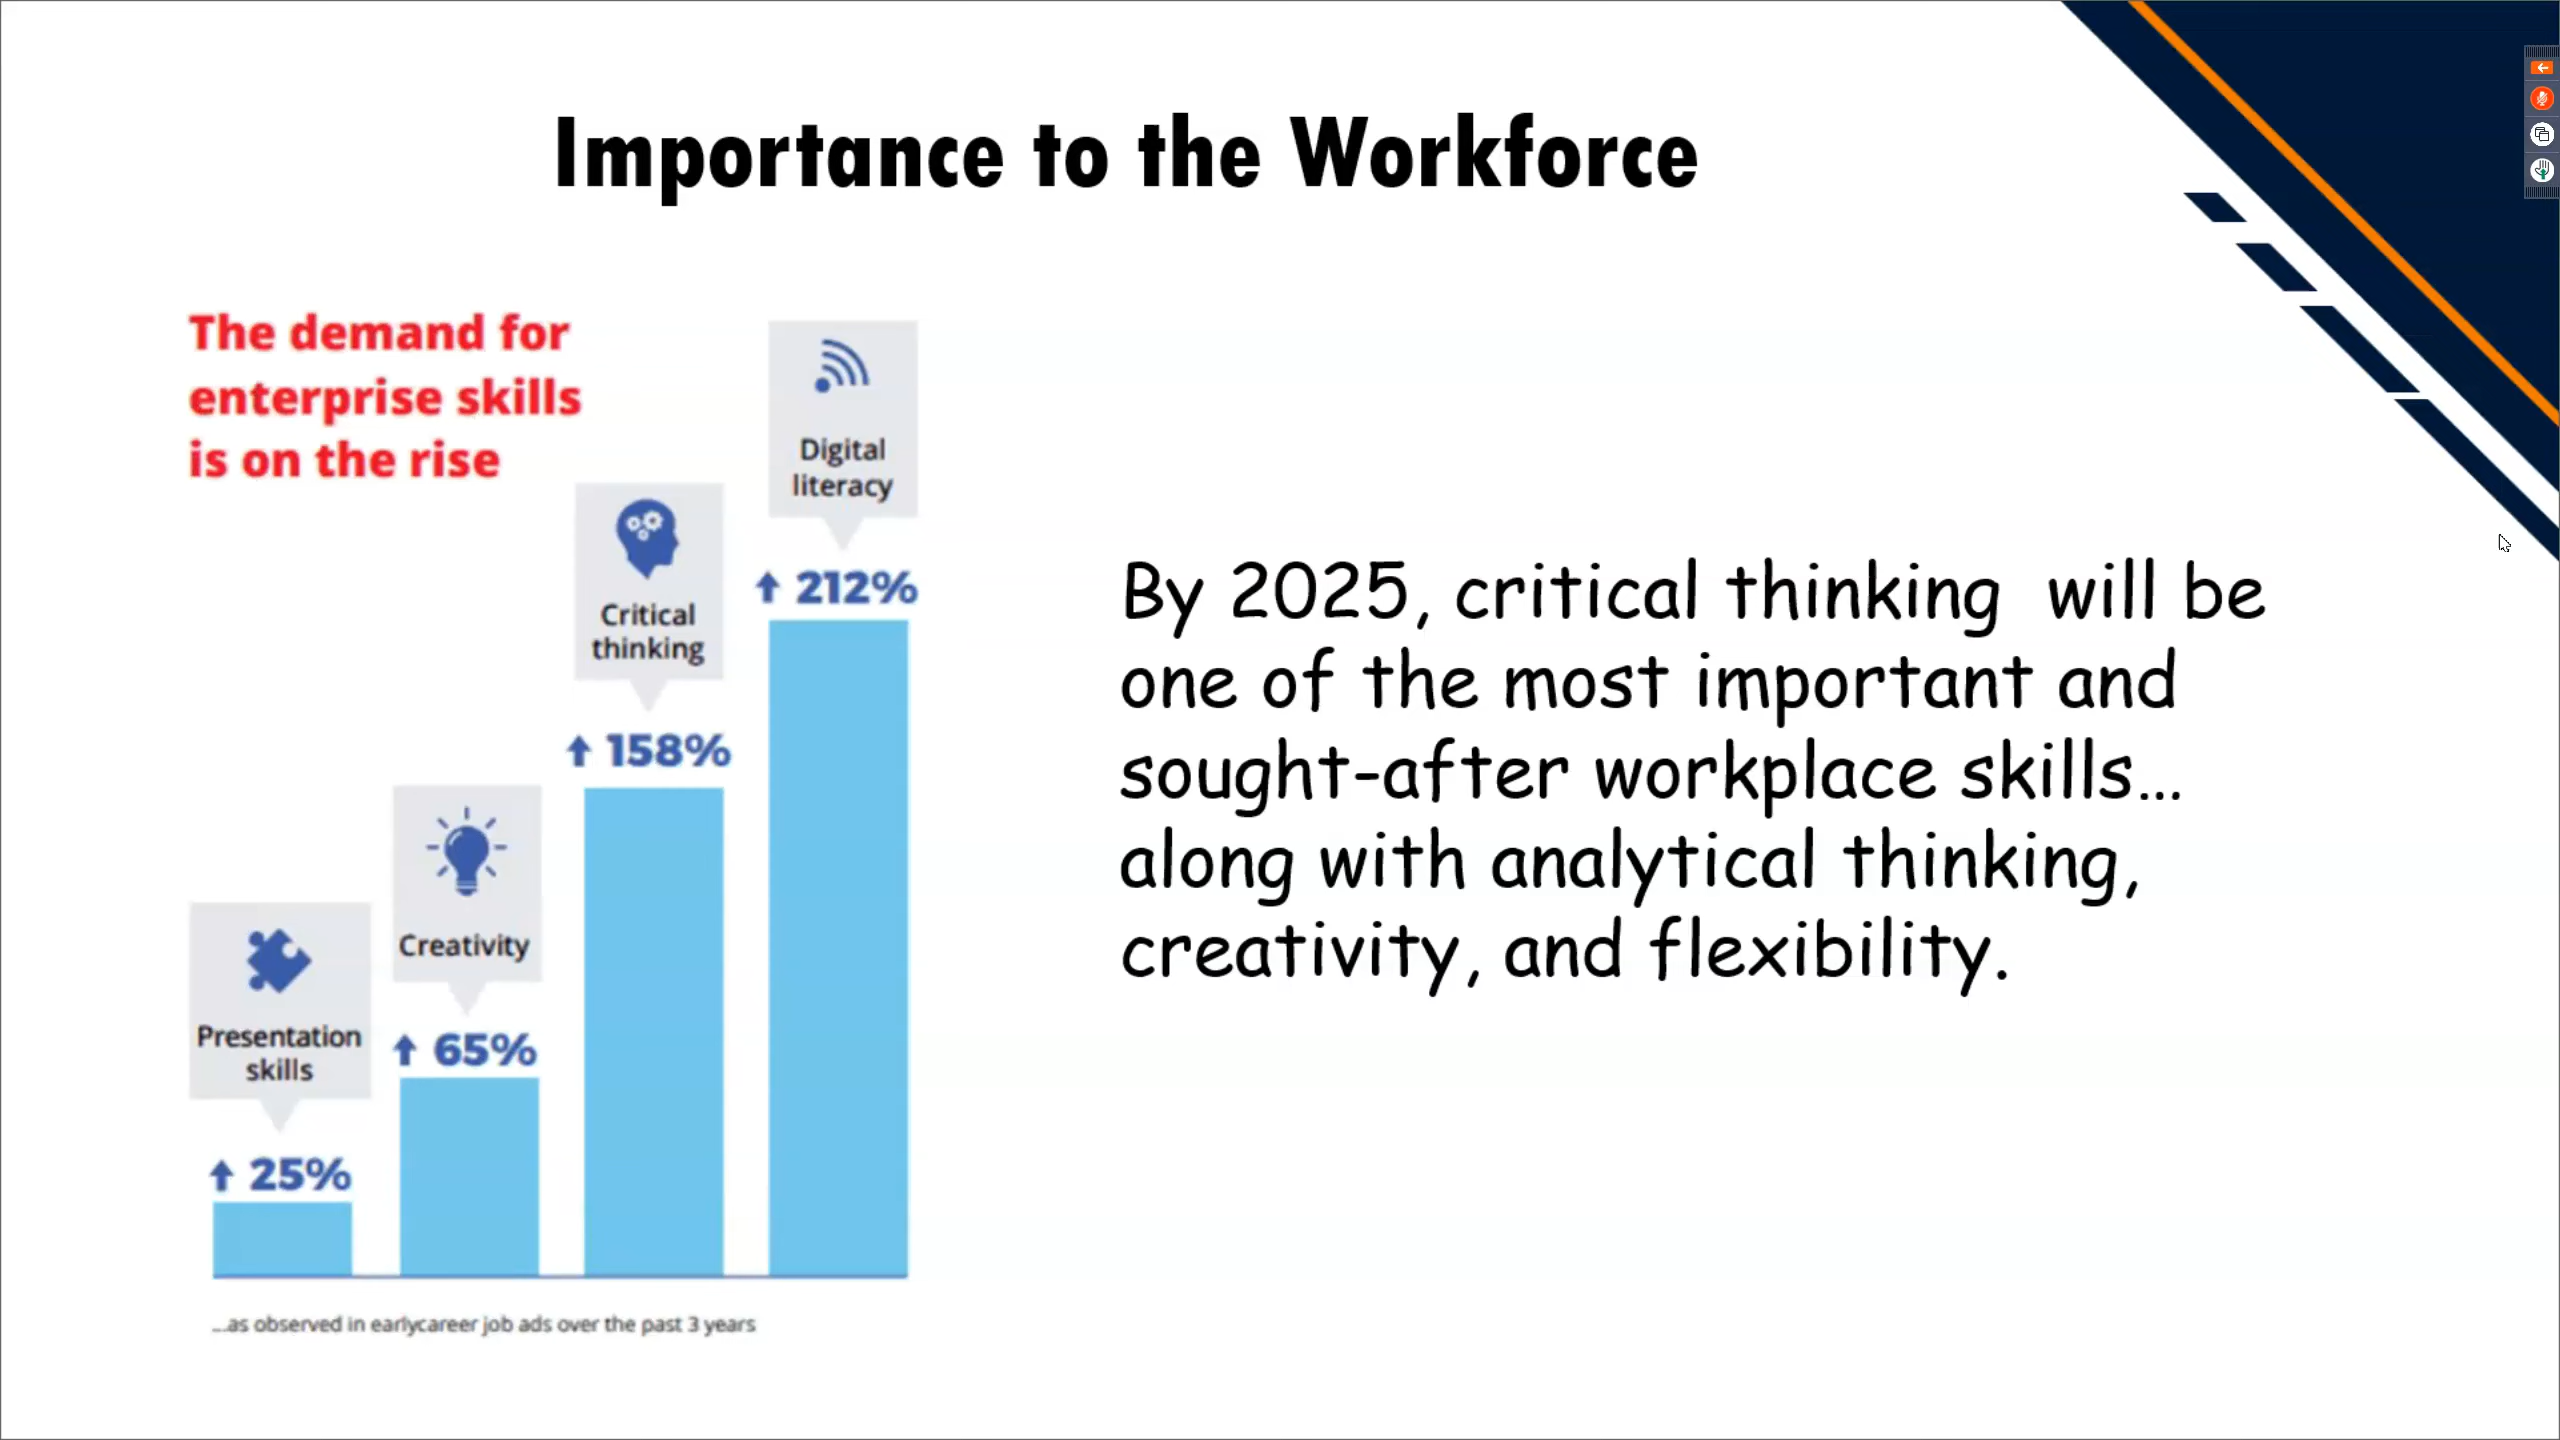 Importance to the Workforce
The demand for
enterprise skills
is on the rise
Digital
literacy
212%
Critical
thinking
158%
Creativity
65%
Presentation
skills
25%
...as observed in earlycareer job ads over the past 3 years
By 2025, critical thinking  will be
one of the most important and
sought-after workplace skills...
along with analytical thinking,
creativity, and flexibility.